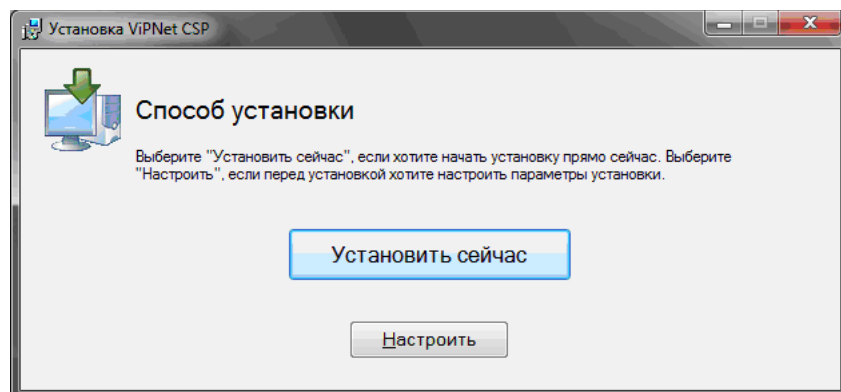 Установка ViPNet CSP
Способ установки
Выберите "Установить сейчас", если хотите начать установку прямо сейчас. Выберите
"Настроить", если перед установкой хотите настроить параметры установки.
Установить сейчас
Настроить